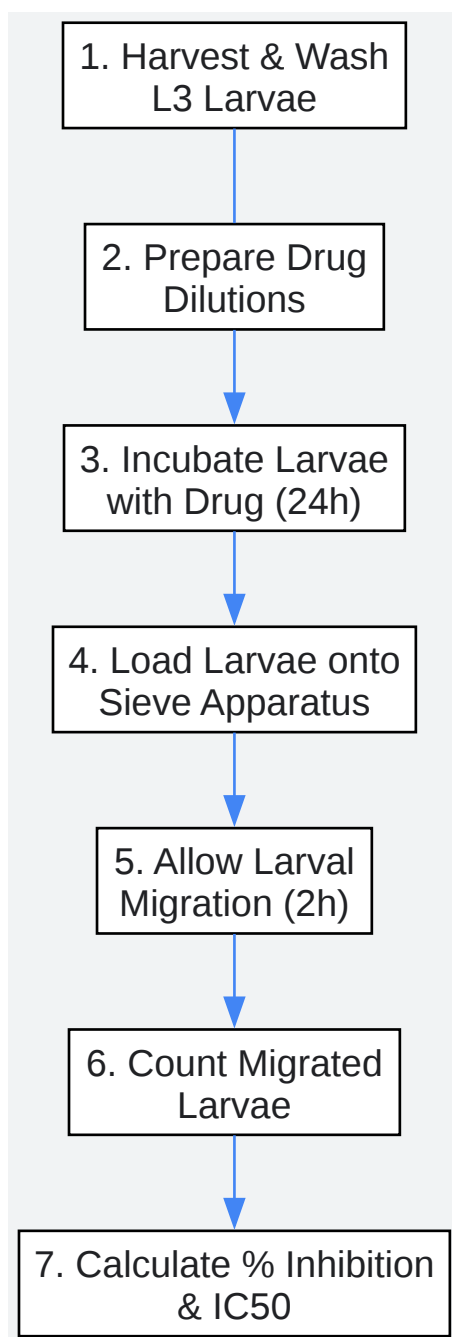 1. Harvest & Wash
L3 Larvae
2. Prepare Drug
Dilutions
3. Incubate Larvae
with Drug (24h)
4. Load Larvae onto
Sieve Apparatus
5. Allow Larval
Migration (2h)
6. Count Migrated
Larvae
7. Calculate % Inhibition
& IC50